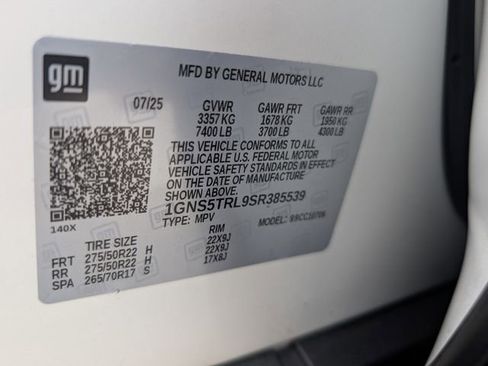 gm
MFD BY GENERAL MOTORS LLC
07/25 GVWR GAWR FRT GAWR RR
3357 KG 1678 KG 1950 KG
7400 LB 3700 LB 4300 LB
THIS VEHICLE CONFORMS TO ALL
APPLICABLE U.S. FEDERAL MOTOR
VEHICLE SAFETY STANDARDS IN EFFECT
ON THE DATE OF MANUFACTURE SHOWN ABOVE.
1GNS5TRL9SR385539
140X
TYPE: MPV MODEL:
TIRE SIZE RIM
FRT 275/50R22 H 22X9J
RR 275/50R22 H 22X9J
SPA 265/70R17 S 17X8J